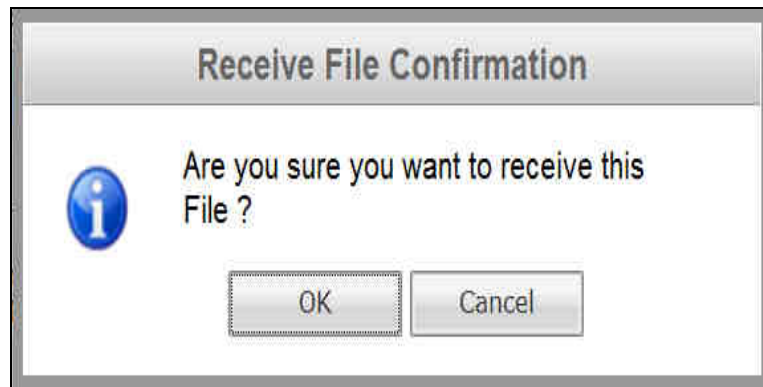 Receive File Confirmation
Are you sure you want to receive this
File ?
OK
Cancel